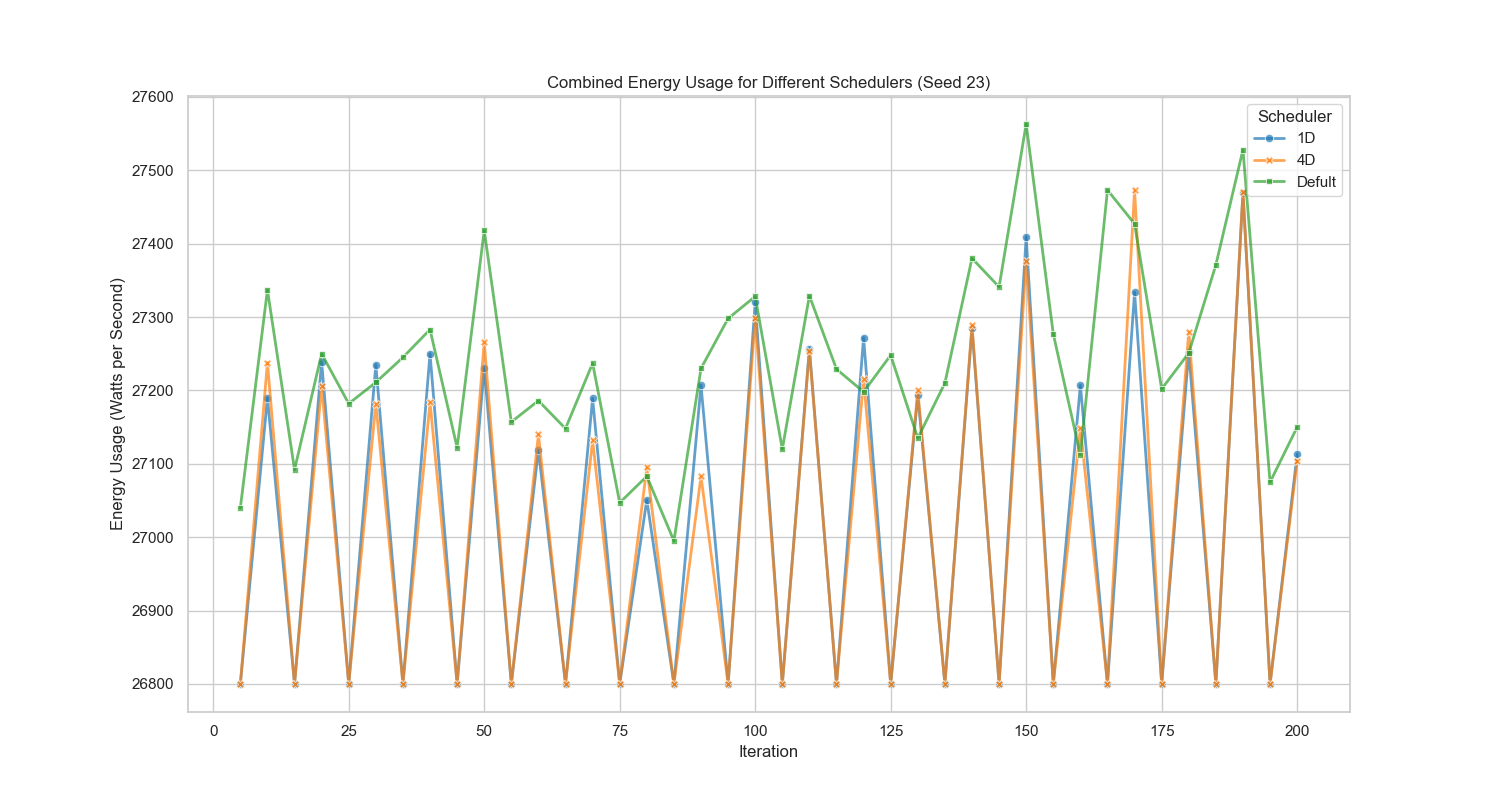 Combined Energy Usage for Different Schedulers (Seed 23)
27600
27500
27400
27300
27200
27100
27000
26900
26800
Energy Usage (Watts per Second)
Scheduler
1D
4D
Defult
0
25
50
75
100
125
150
175
200
Iteration